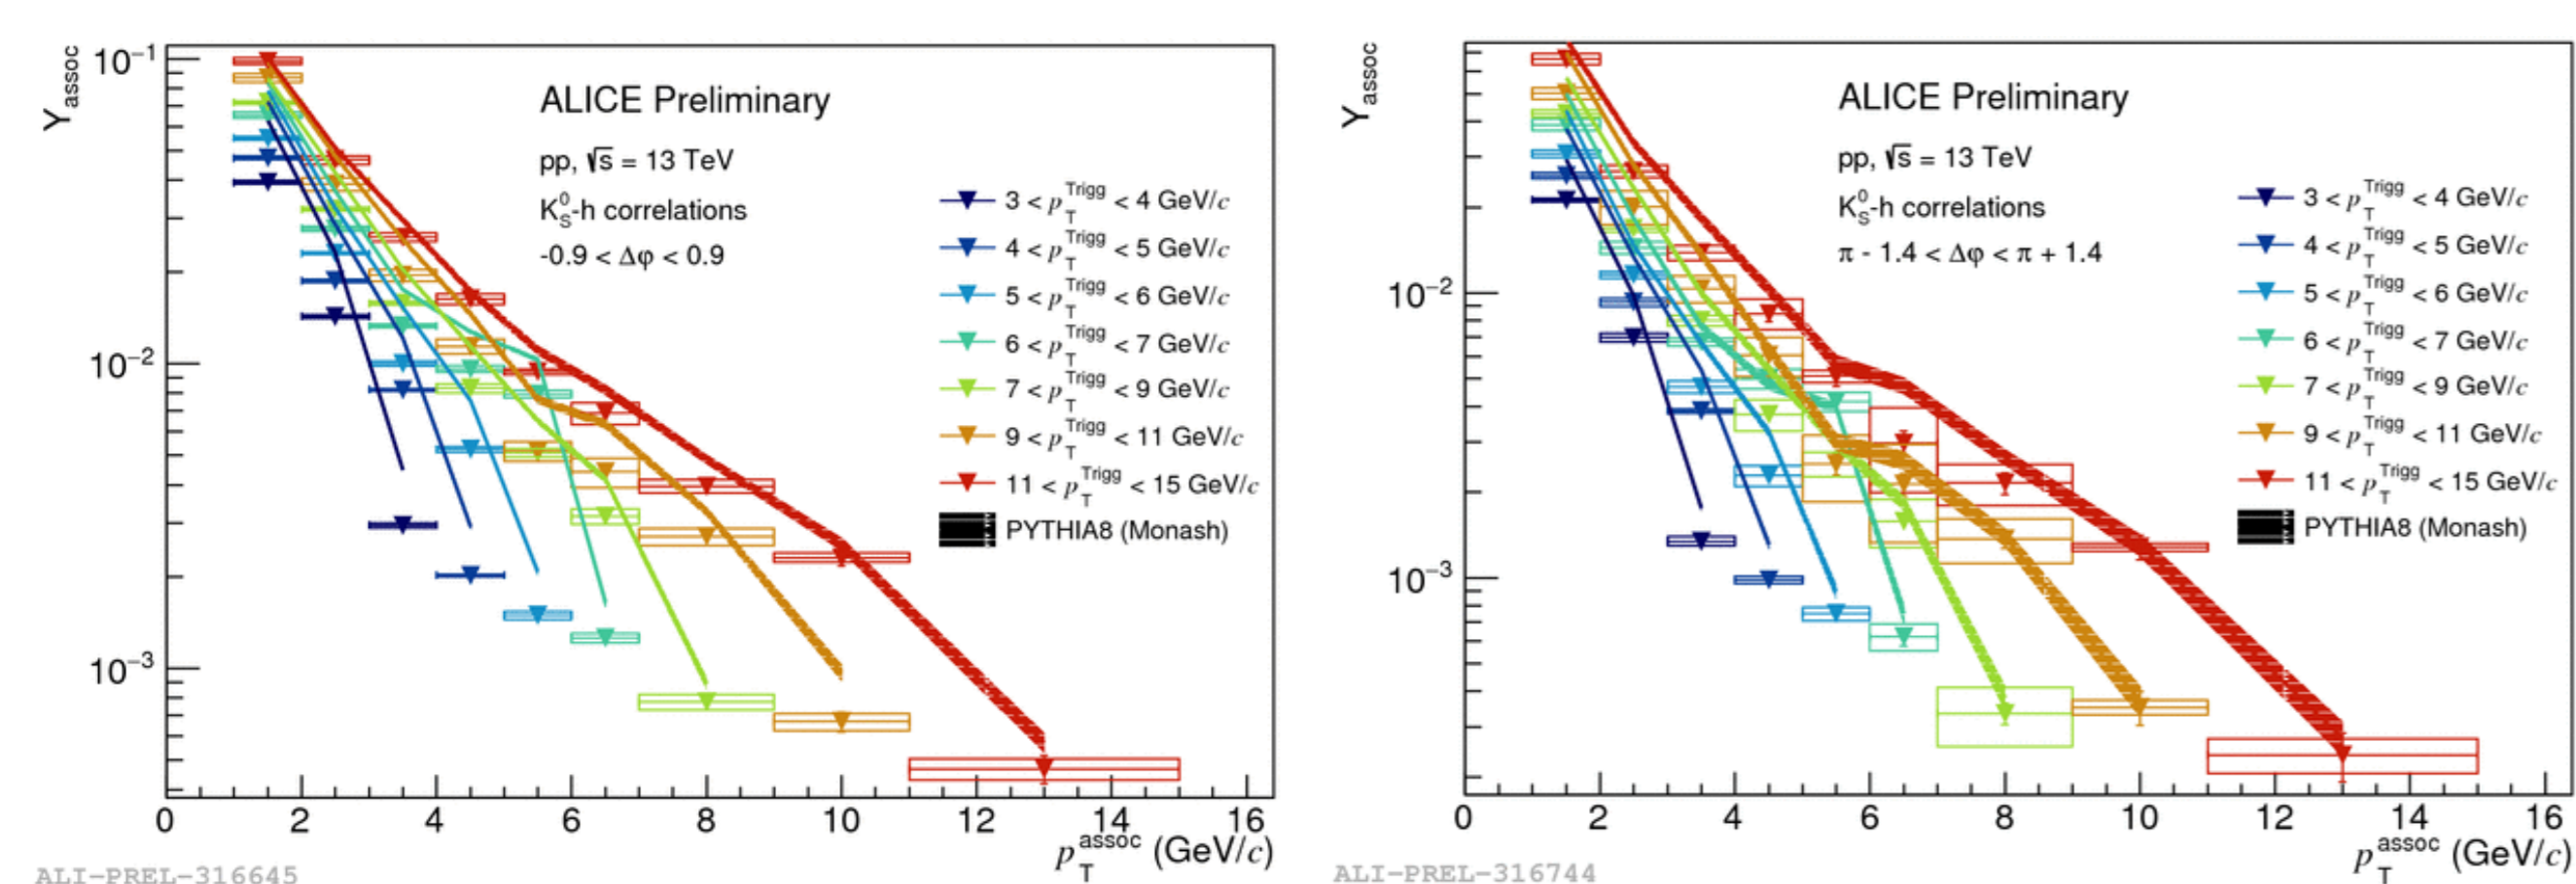 Y_assoc
10⁻¹
10⁻²
10⁻³
ALICE Preliminary
pp, √s = 13 TeV
K⁰_S-h correlations
-0.9 < Δφ < 0.9
3 < p_T^Trigg < 4 GeV/c
4 < p_T^Trigg < 5 GeV/c
5 < p_T^Trigg < 6 GeV/c
6 < p_T^Trigg < 7 GeV/c
7 < p_T^Trigg < 9 GeV/c
9 < p_T^Trigg < 11 GeV/c
11 < p_T^Trigg < 15 GeV/c
PYTHIA8 (Monash)
0 2 4 6 8 10 12 14 16
p_T^assoc (GeV/c)
ALI-PREL-316645
Y_assoc
10⁻²
10⁻³
ALICE Preliminary
pp, √s = 13 TeV
K⁰_S-h correlations
π - 1.4 < Δφ < π + 1.4
3 < p_T^Trigg < 4 GeV/c
4 < p_T^Trigg < 5 GeV/c
5 < p_T^Trigg < 6 GeV/c
6 < p_T^Trigg < 7 GeV/c
7 < p_T^Trigg < 9 GeV/c
9 < p_T^Trigg < 11 GeV/c
11 < p_T^Trigg < 15 GeV/c
PYTHIA8 (Monash)
0 2 4 6 8 10 12 14 16
p_T^assoc (GeV/c)
ALI-PREL-316744